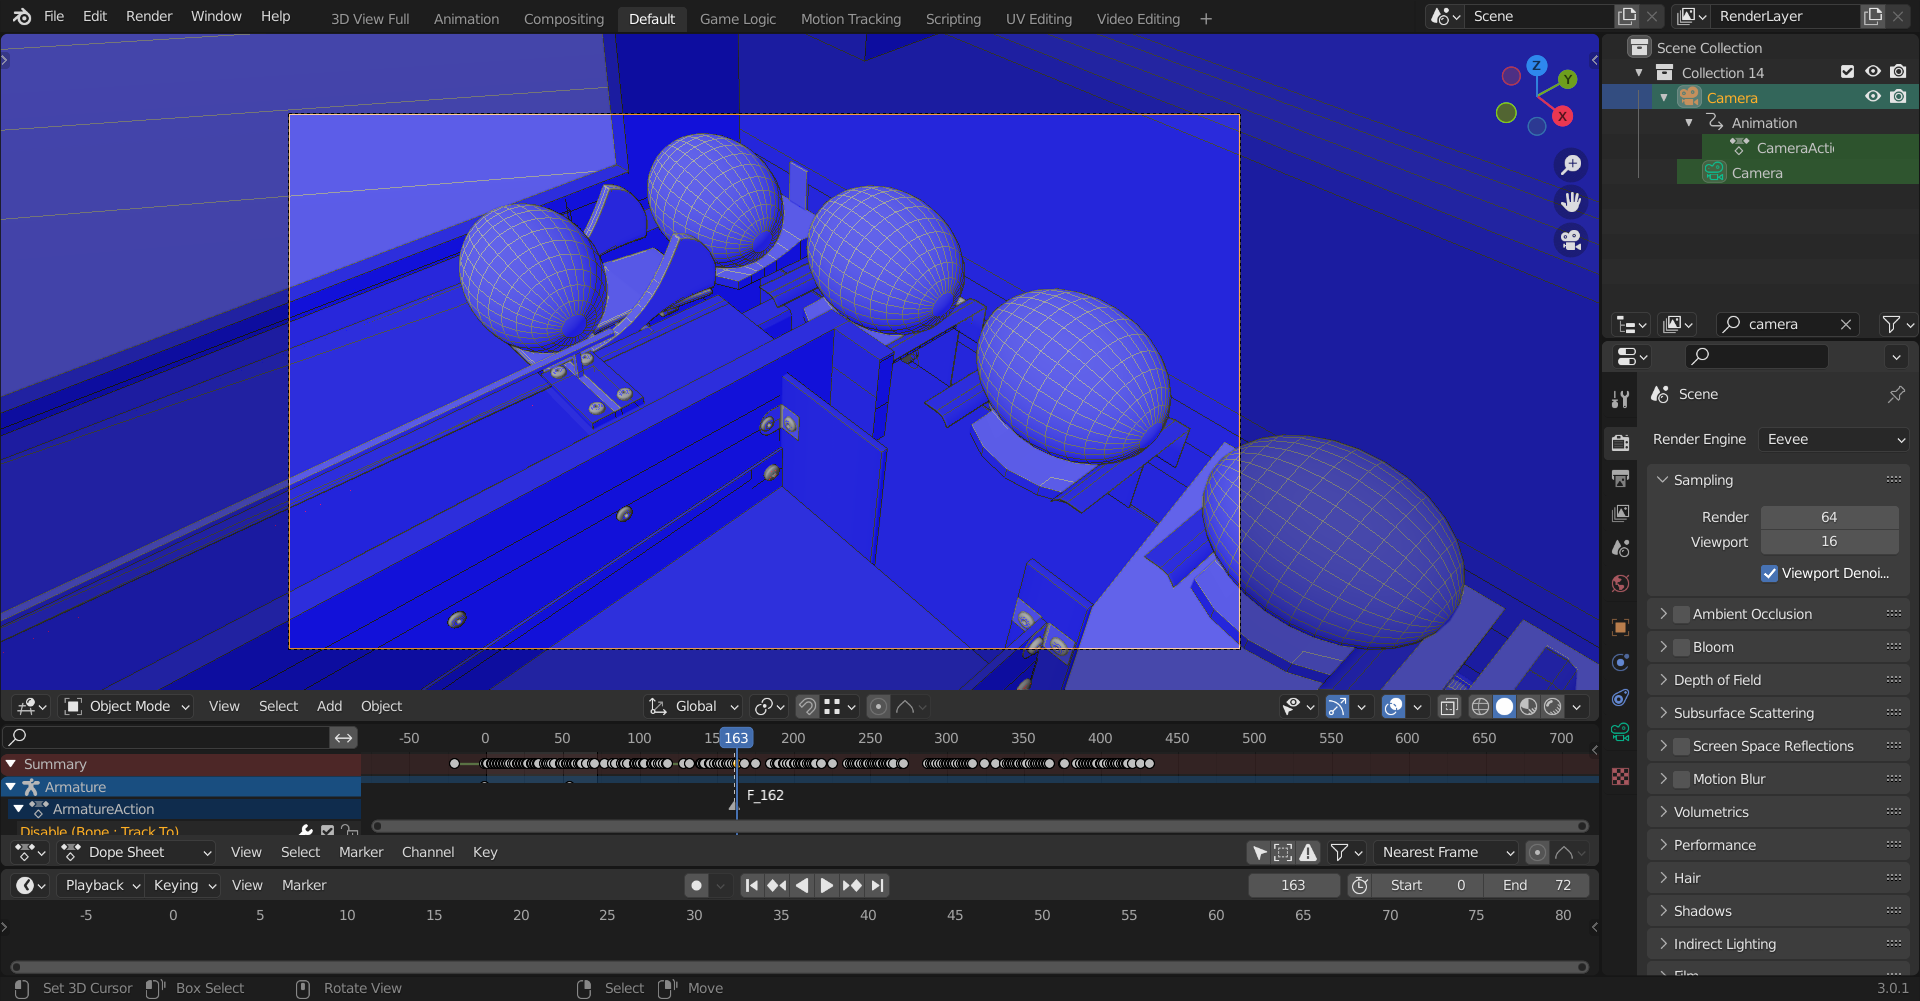 File Edit Render Window Help 3D View Full Animation Compositing Default Game Logic Motion Tracking Scripting UV Editing Video Editing + Scene RenderLayer
Scene Collection
Collection 14
Camera
Animation
CameraActi
Camera
Z
Y
X
camera
Scene
Render Engine Eevee
Sampling
Render 64
Viewport 16
Viewport Denoi...
Ambient Occlusion
Bloom
Depth of Field
Subsurface Scattering
Screen Space Reflections
Motion Blur
Volumetrics
Performance
Hair
Shadows
Indirect Lighting
Film
Object Mode View Select Add Object Global
-50 0 50 100 15 163 200 250 300 350 400 450 500 550 600 650 700
Summary
Armature
ArmatureAction
Disable (Bone : Track To)
F_162
Dope Sheet View Select Marker Channel Key Nearest Frame
Playback Keying View Marker 163 Start 0 End 72
-5 0 5 10 15 20 25 30 35 40 45 50 55 60 65 70 75 80
Set 3D Cursor Box Select Rotate View Select Move 3.0.1